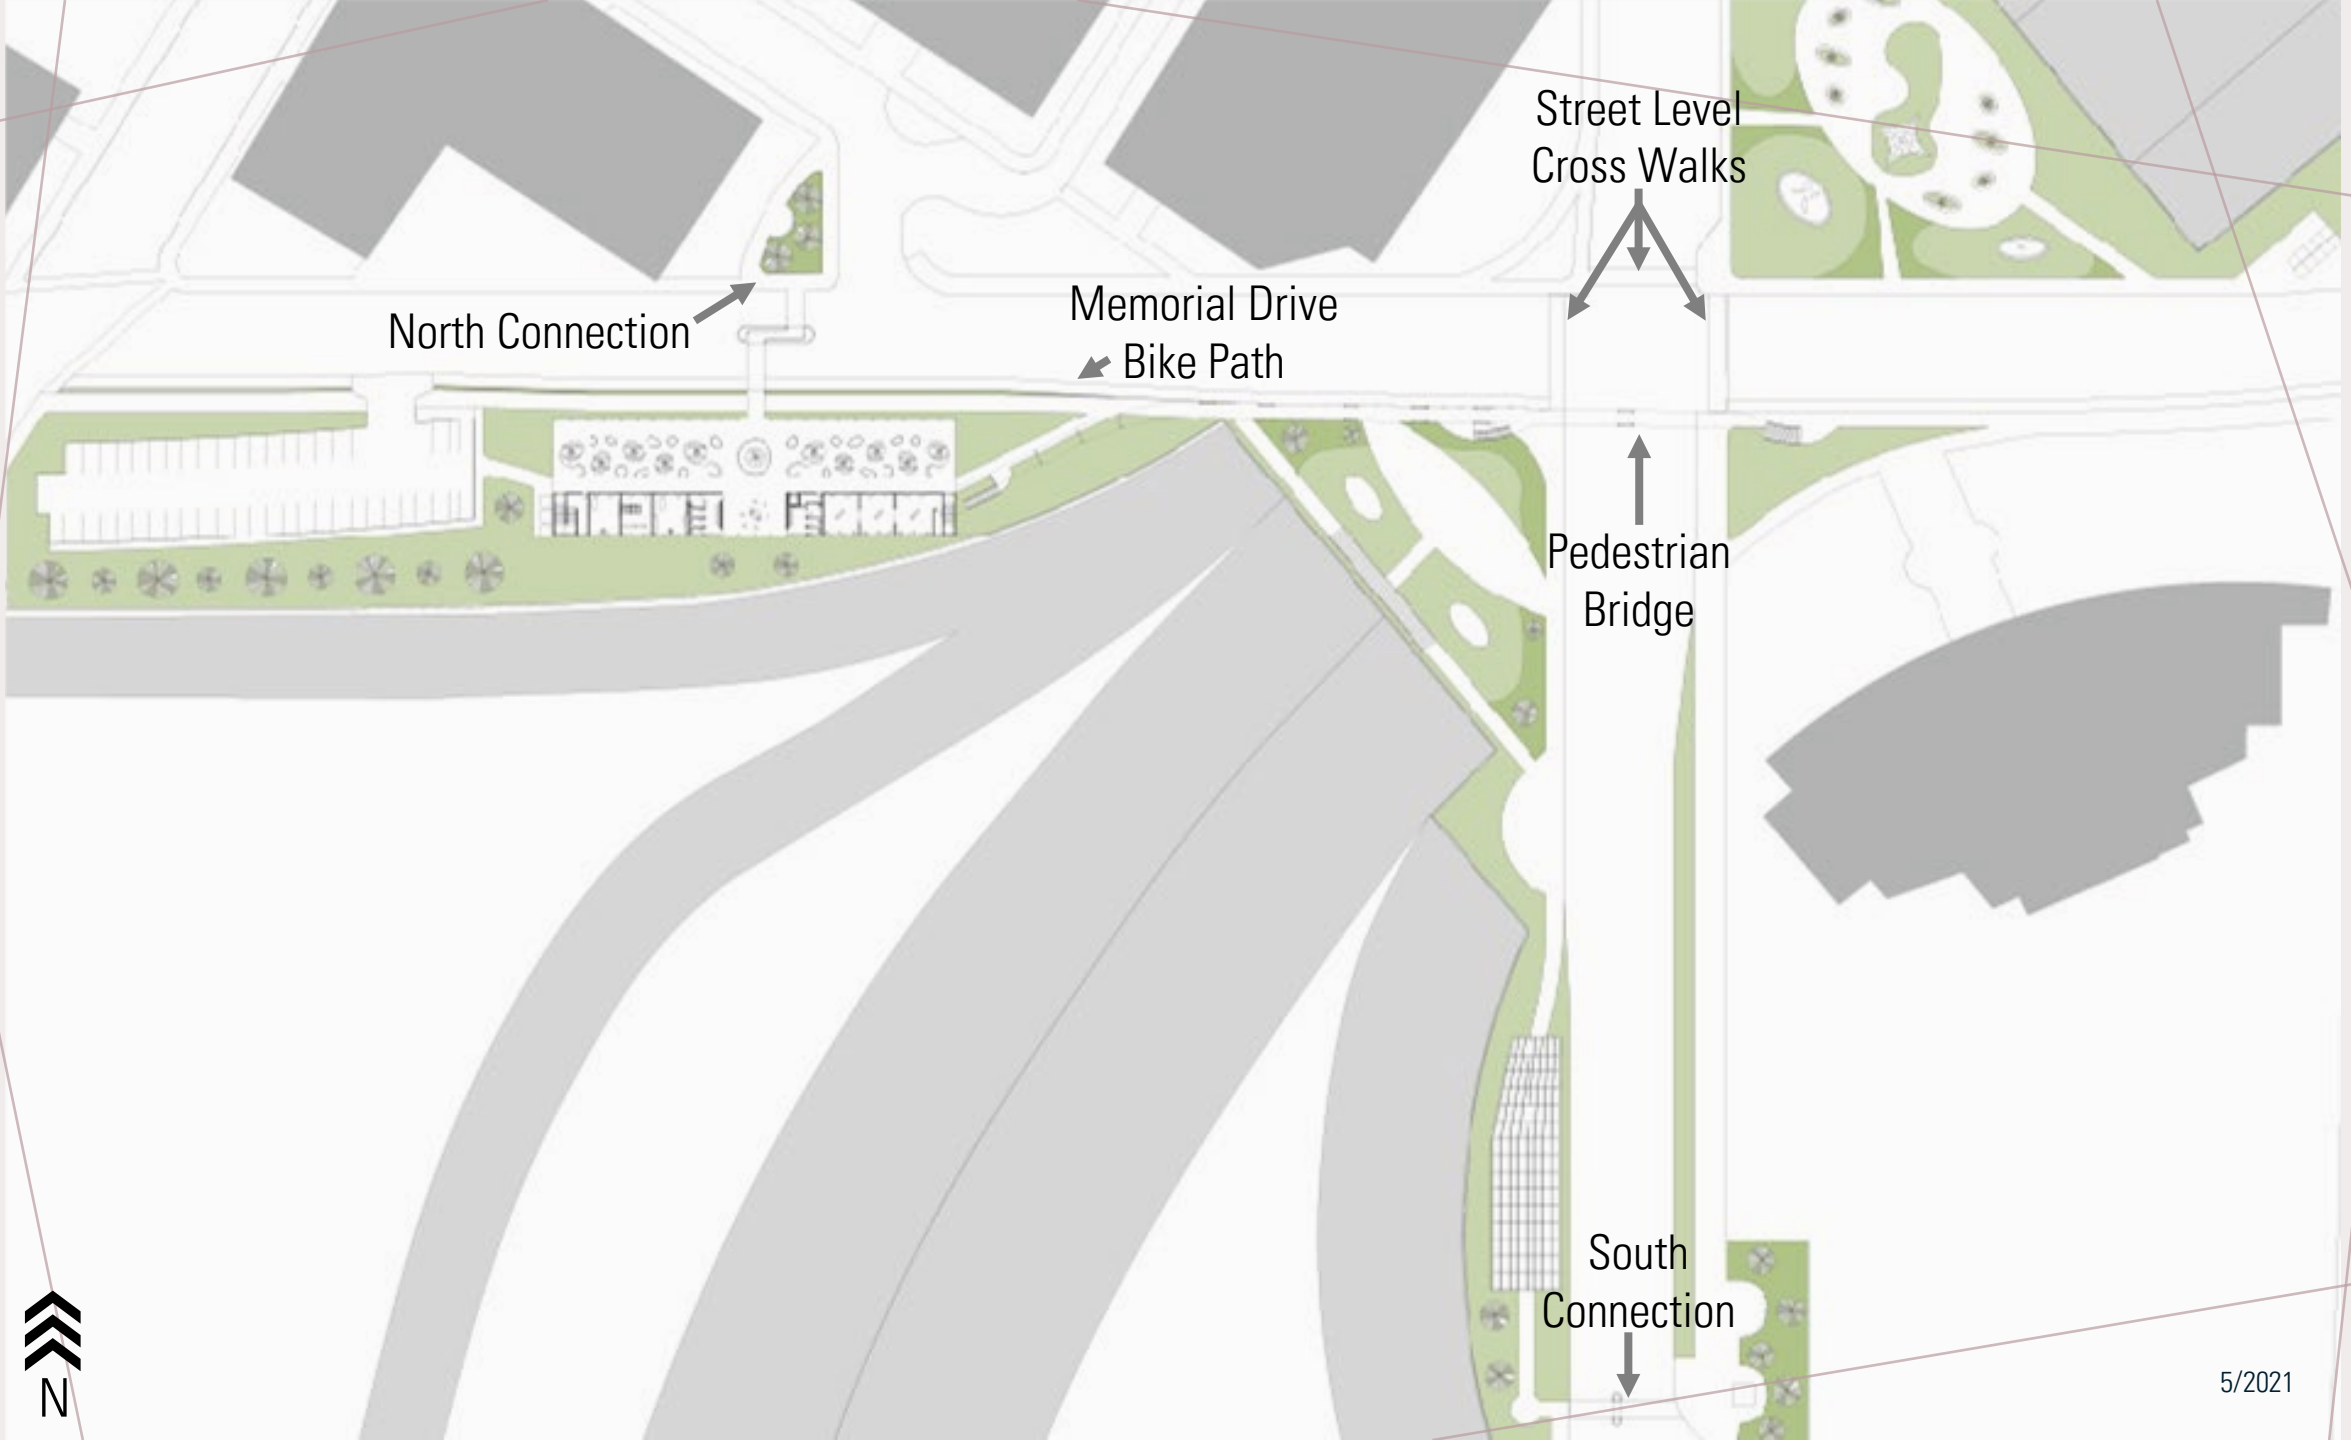 Street Level
Cross Walks
North Connection
Memorial Drive
Bike Path
Pedestrian
Bridge
South
Connection
N
5/2021